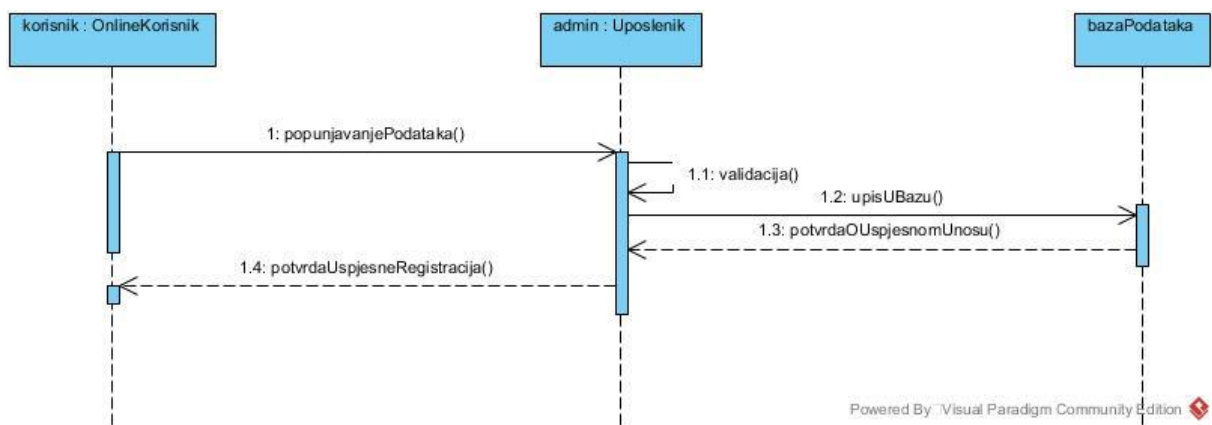 korisnik : OnlineKorisnik
admin : Uposlenik
bazaPodataka
1: popunjavanjePodataka()
1.1: validacija()
1.2: upisUBazu()
1.3: potvrdaOUspjesnomUnosu()
1.4: potvrdaUspjesneRegistracija()
Powered By Visual Paradigm Community Edition